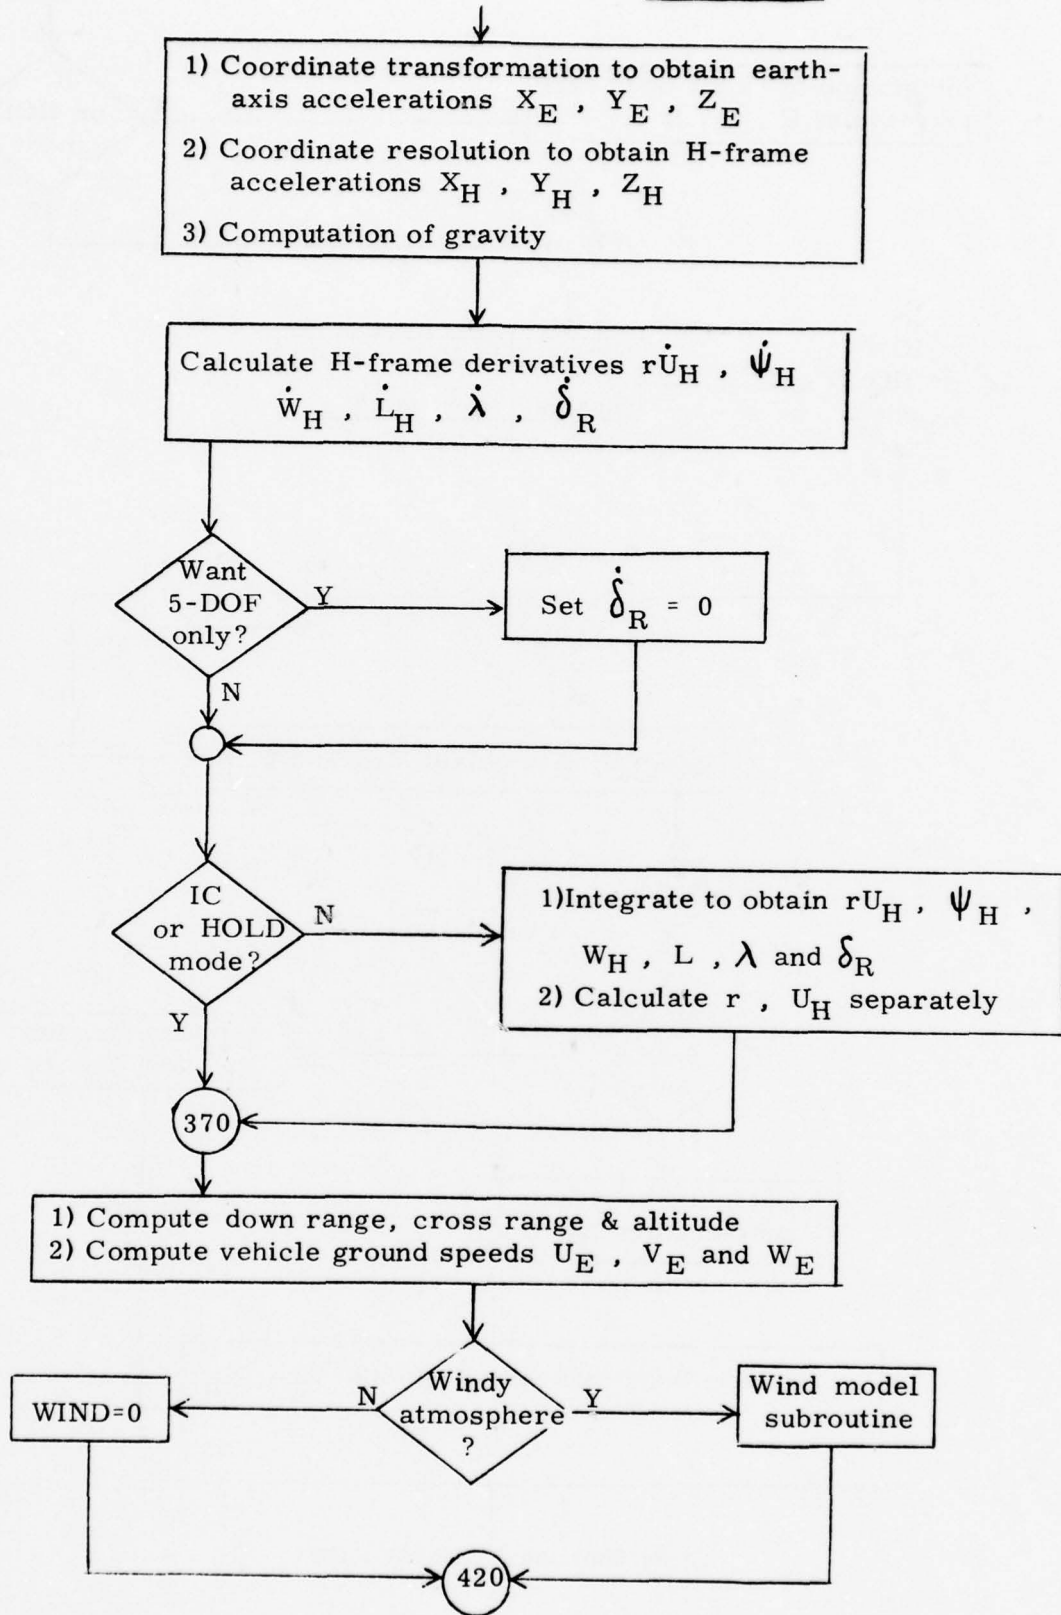 1) Coordinate transformation to obtain earth-
axis accelerations X_E , Y_E , Z_E
2) Coordinate resolution to obtain H-frame
accelerations X_H , Y_H , Z_H
3) Computation of gravity
Calculate H-frame derivatives rU̇_H , ψ̇_H
Ẇ_H , L̇_H , λ̇ , δ̇_R
Want
5-DOF
only?
Y
Set δ̇_R = 0
N
IC
or HOLD
mode?
N
1)Integrate to obtain rU_H , ψ_H ,
W_H , L , λ and δ_R
2) Calculate r , U_H separately
Y
370
1) Compute down range, cross range & altitude
2) Compute vehicle ground speeds U_E , V_E and W_E
Windy
atmosphere
?
N
Y
WIND=0
Wind model
subroutine
420